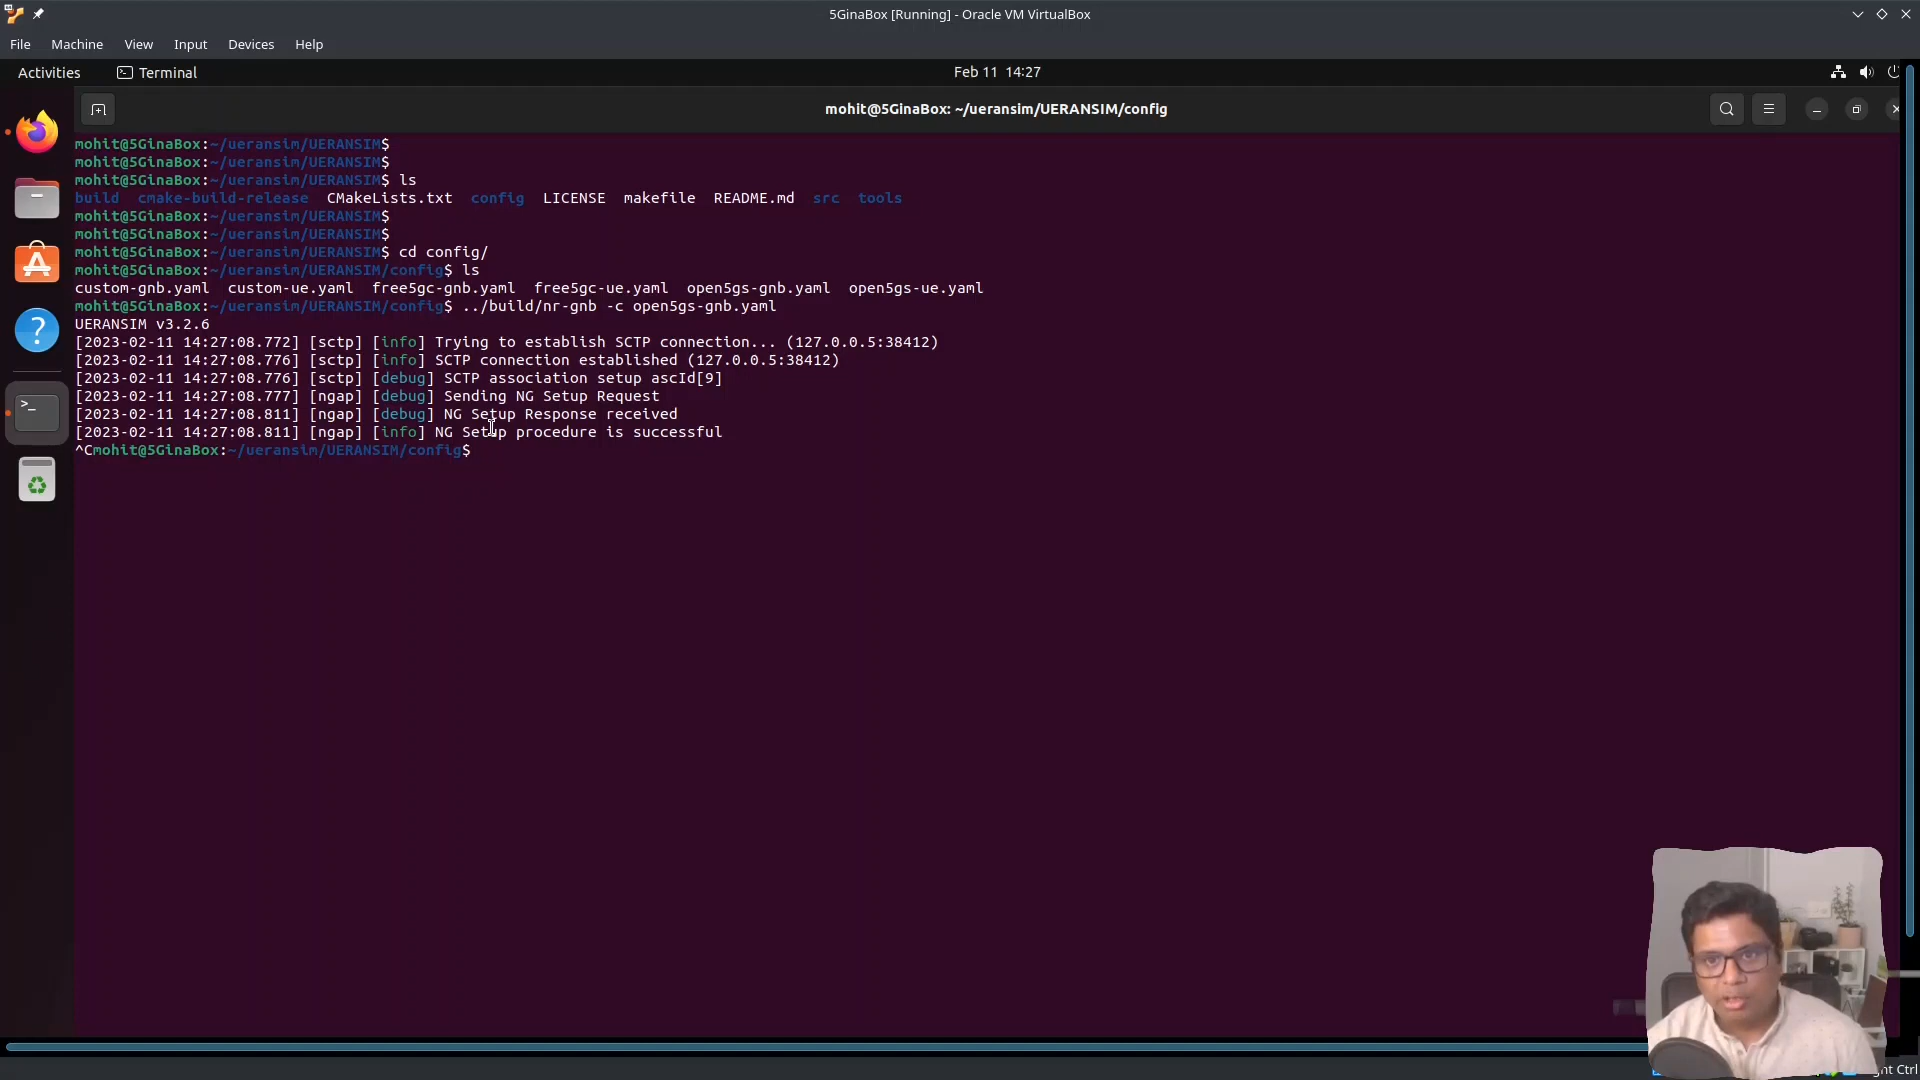 5GinaBox [Running] - Oracle VM VirtualBox
File Machine View Input Devices Help
Activities Terminal Feb 11 14:27
mohit@5GinaBox: ~/ueransim/UERANSIM/config
mohit@5GinaBox:~/ueransim/UERANSIM$
mohit@5GinaBox:~/ueransim/UERANSIM$
mohit@5GinaBox:~/ueransim/UERANSIM$ ls
build cmake-build-release CMakeLists.txt config LICENSE makefile README.md src tools
mohit@5GinaBox:~/ueransim/UERANSIM$
mohit@5GinaBox:~/ueransim/UERANSIM$
mohit@5GinaBox:~/ueransim/UERANSIM$ cd config/
mohit@5GinaBox:~/ueransim/UERANSIM/config$ ls
custom-gnb.yaml custom-ue.yaml free5gc-gnb.yaml free5gc-ue.yaml open5gs-gnb.yaml open5gs-ue.yaml
mohit@5GinaBox:~/ueransim/UERANSIM/config$ ../build/nr-gnb -c open5gs-gnb.yaml
UERANSIM v3.2.6
[2023-02-11 14:27:08.772] [sctp] [info] Trying to establish SCTP connection... (127.0.0.5:38412)
[2023-02-11 14:27:08.776] [sctp] [info] SCTP connection established (127.0.0.5:38412)
[2023-02-11 14:27:08.776] [sctp] [debug] SCTP association setup ascId[9]
[2023-02-11 14:27:08.777] [ngap] [debug] Sending NG Setup Request
[2023-02-11 14:27:08.811] [ngap] [debug] NG Setup Response received
[2023-02-11 14:27:08.811] [ngap] [info] NG Setup procedure is successful
^Cmohit@5GinaBox:~/ueransim/UERANSIM/config$
Ctrl